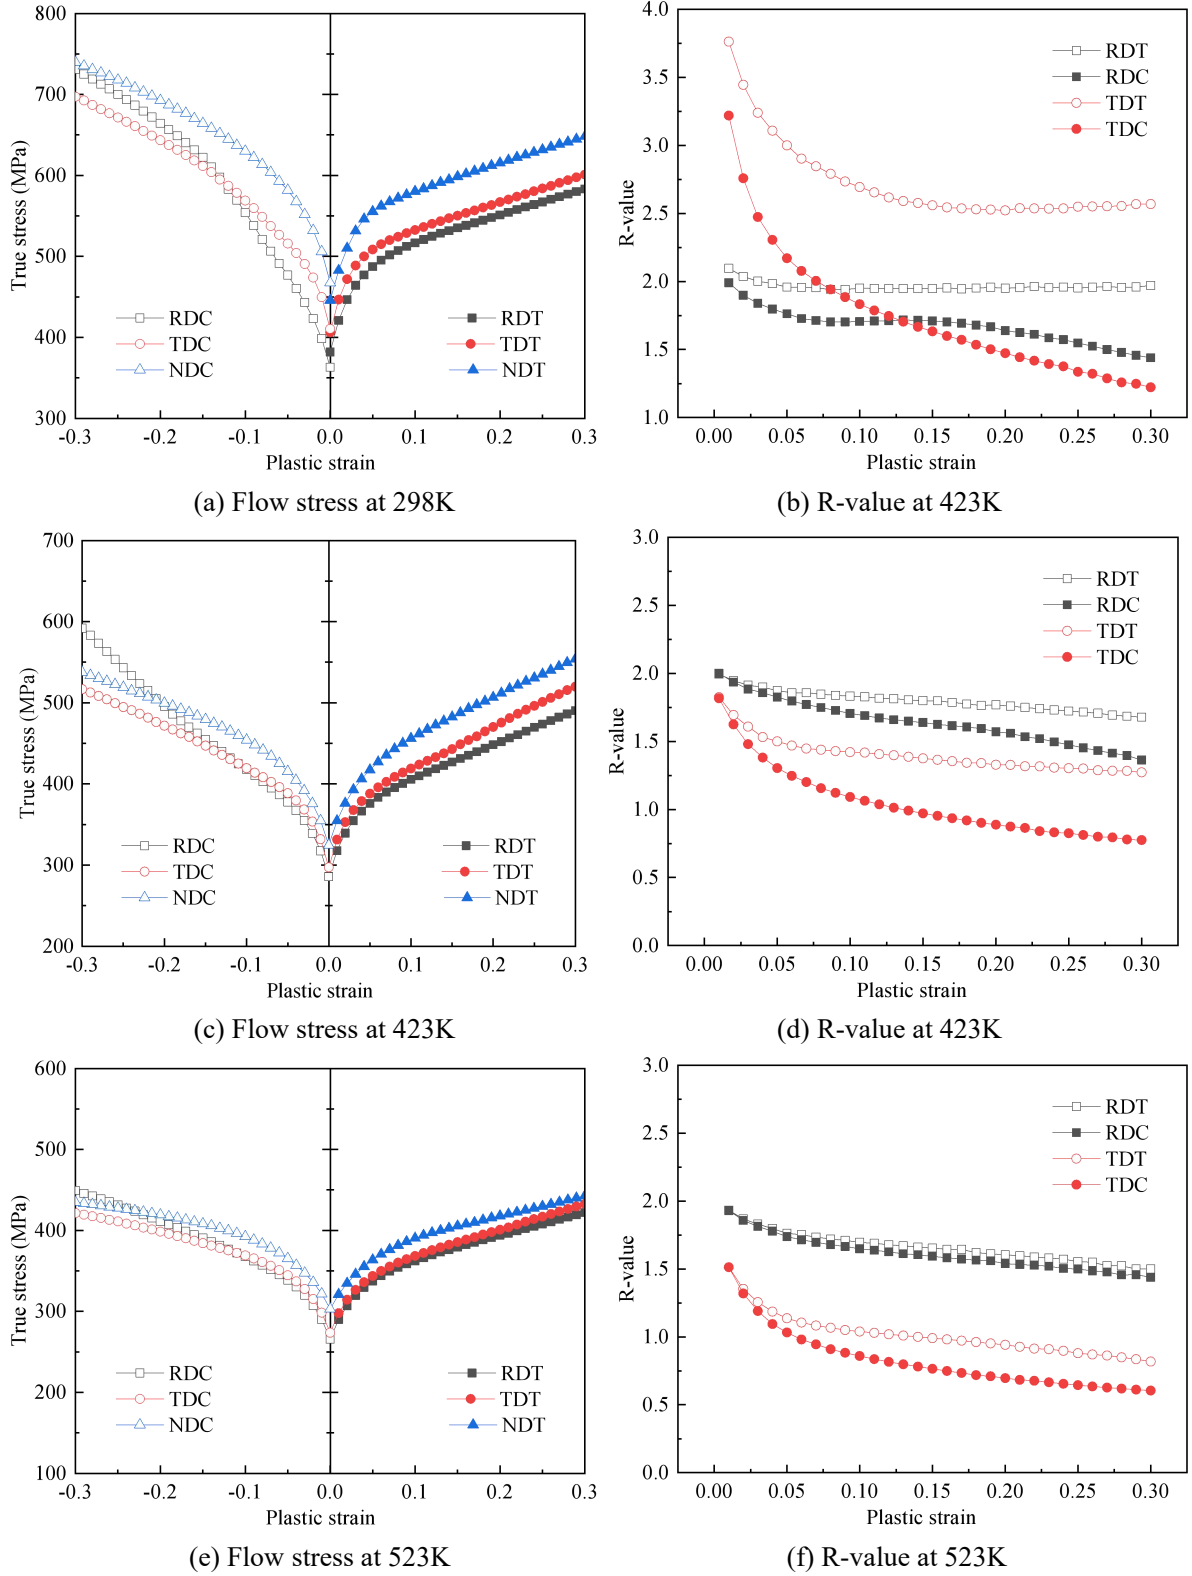 800
700
600
500
400
300
True stress (MPa)
RDC
TDC
NDC
RDT
TDT
NDT
-0.3 -0.2 -0.1 0.0 0.1 0.2 0.3
Plastic strain
(a) Flow stress at 298K
4.0
3.5
3.0
2.5
2.0
1.5
1.0
R-value
RDT
RDC
TDT
TDC
0.00 0.05 0.10 0.15 0.20 0.25 0.30
Plastic strain
(b) R-value at 423K
700
600
500
400
300
200
True stress (MPa)
RDC
TDC
NDC
RDT
TDT
NDT
-0.3 -0.2 -0.1 0.0 0.1 0.2 0.3
Plastic strain
(c) Flow stress at 423K
3.0
2.5
2.0
1.5
1.0
0.5
0.0
R-value
RDT
RDC
TDT
TDC
0.00 0.05 0.10 0.15 0.20 0.25 0.30
Plastic strain
(d) R-value at 423K
600
500
400
300
200
100
True stress (MPa)
RDC
TDC
NDC
RDT
TDT
NDT
-0.3 -0.2 -0.1 0.0 0.1 0.2 0.3
Plastic strain
(e) Flow stress at 523K
3.0
2.5
2.0
1.5
1.0
0.5
0.0
R-value
RDT
RDC
TDT
TDC
0.00 0.05 0.10 0.15 0.20 0.25 0.30
Plastic strain
(f) R-value at 523K